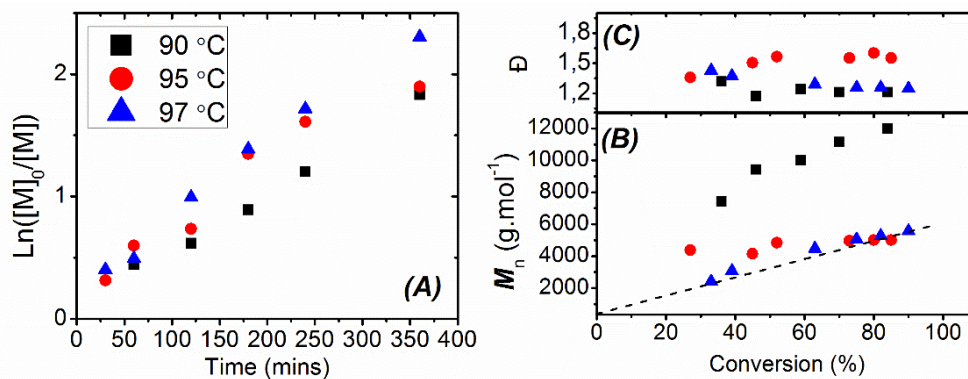 90 °C
95 °C
97 °C
(A)
Ln([M]₀/[M])
2
1
0
0 50 100 150 200 250 300 350 400
Time (mins)
(C)
Đ
1,8
1,5
1,2
(B)
Mₙ (g.mol⁻¹)
12000
10000
8000
6000
4000
2000
0 20 40 60 80 100
Conversion (%)